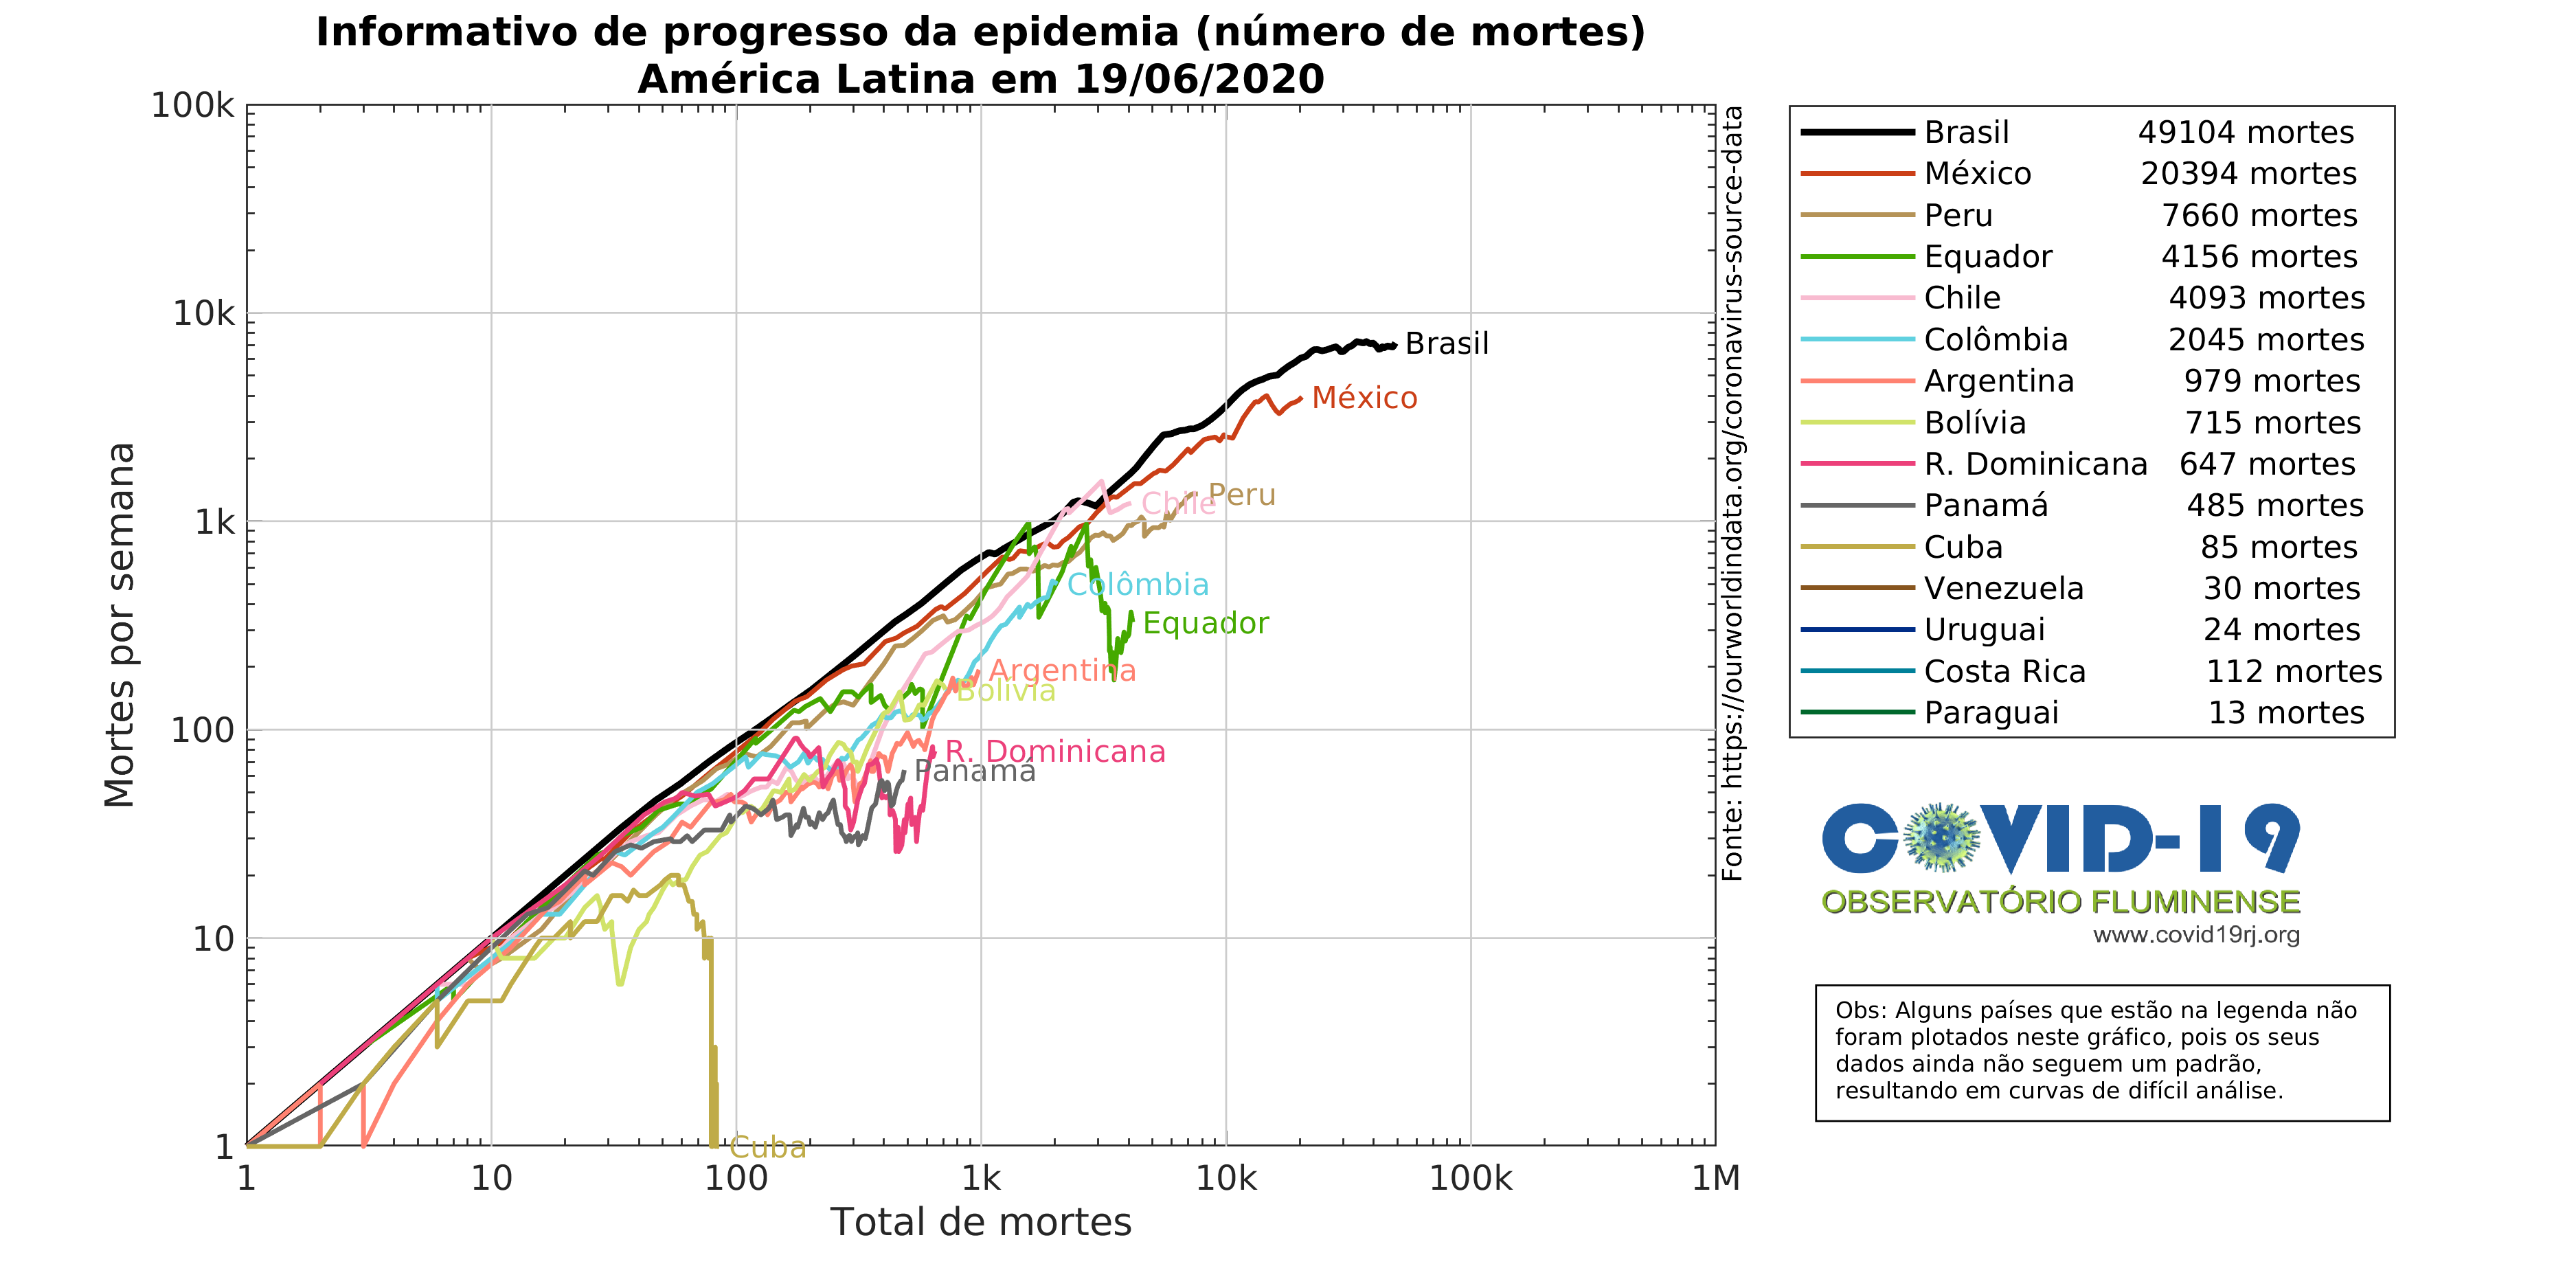 Informativo de progresso da epidemia (número de mortes)
América Latina em 19/06/2020
100k
10k
1k
100
10
1
Mortes por semana
1
10
100
1k
10k
100k
1M
Total de mortes
Brasil
México
Peru
Chile
Colômbia
Equador
Argentina
Bolívia
R. Dominicana
Panamá
Cuba
Fonte: https://ourworldindata.org/coronavirus-source-data
Brasil 49104 mortes
México 20394 mortes
Peru 7660 mortes
Equador 4156 mortes
Chile 4093 mortes
Colômbia 2045 mortes
Argentina 979 mortes
Bolívia 715 mortes
R. Dominicana 647 mortes
Panamá 485 mortes
Cuba 85 mortes
Venezuela 30 mortes
Uruguai 24 mortes
Costa Rica 112 mortes
Paraguai 13 mortes
COVID-19
OBSERVATÓRIO FLUMINENSE
www.covid19rj.org
Obs: Alguns países que estão na legenda não
foram plotados neste gráfico, pois os seus
dados ainda não seguem um padrão,
resultando em curvas de difícil análise.